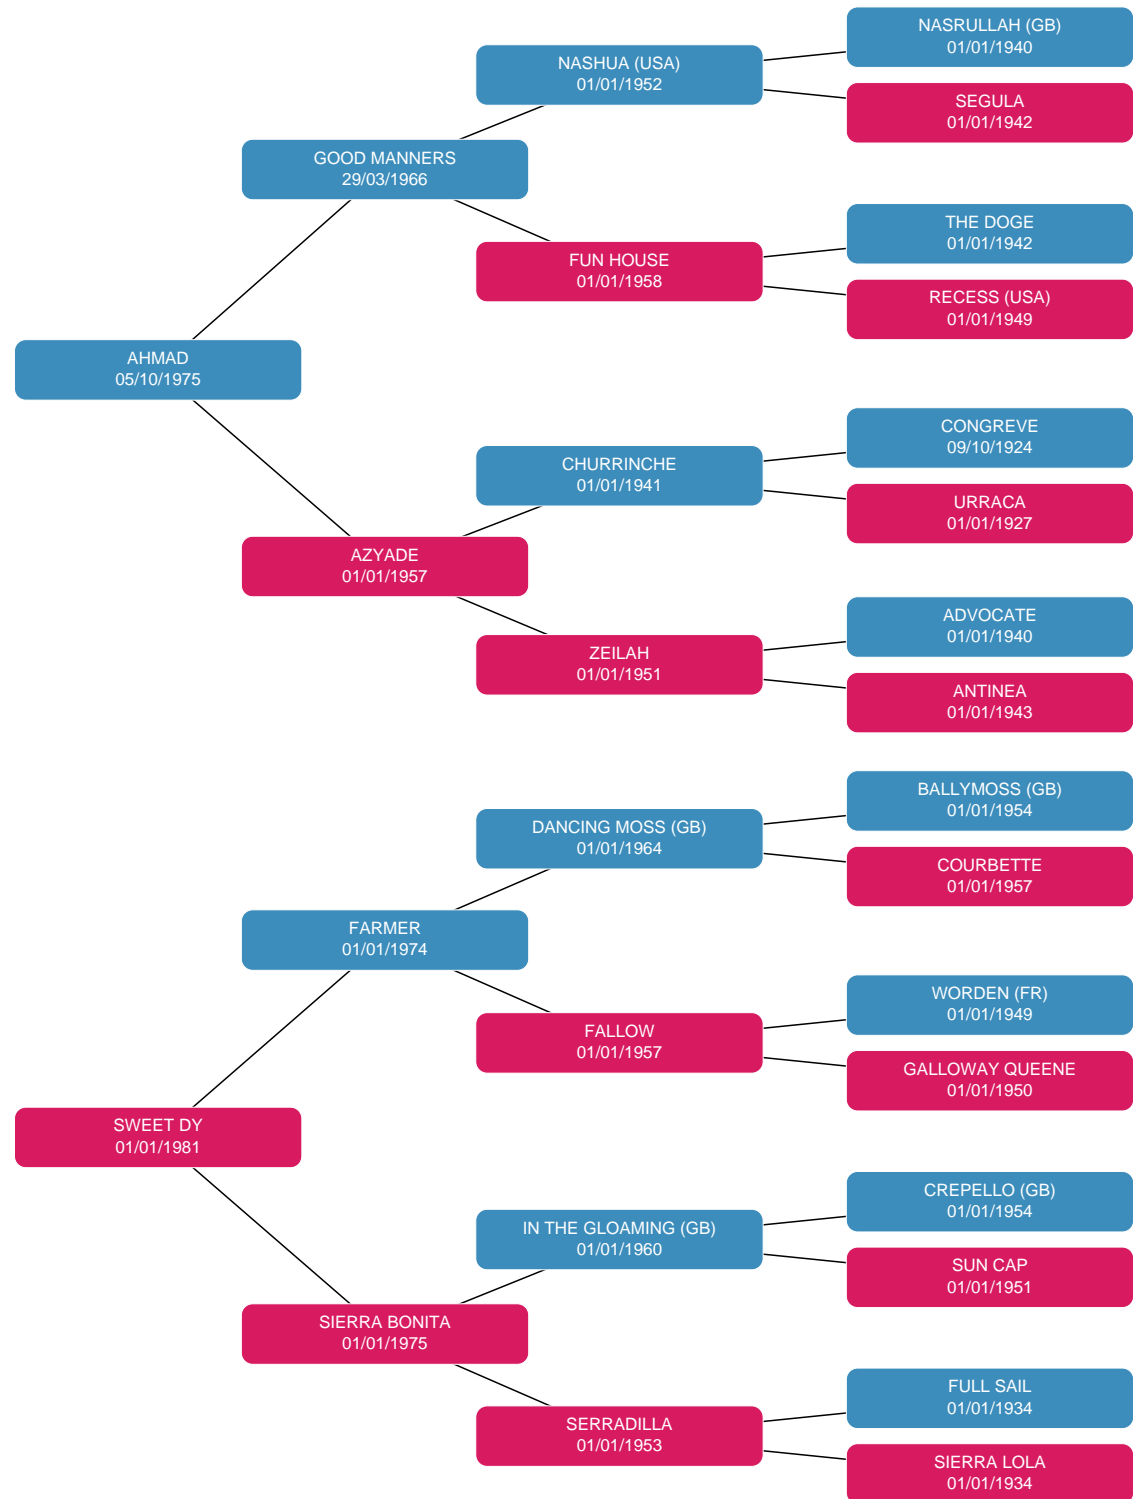 NASRULLAH (GB)
01/01/1940
NASHUA (USA)
01/01/1952
SEGULA
01/01/1942
GOOD MANNERS
29/03/1966
THE DOGE
01/01/1942
FUN HOUSE
01/01/1958
RECESS (USA)
01/01/1949
AHMAD
05/10/1975
CONGREVE
09/10/1924
CHURRINCHE
01/01/1941
URRACA
01/01/1927
AZYADE
01/01/1957
ADVOCATE
01/01/1940
ZEILAH
01/01/1951
ANTINEA
01/01/1943
BALLYMOSS (GB)
01/01/1954
DANCING MOSS (GB)
01/01/1964
COURBETTE
01/01/1957
FARMER
01/01/1974
WORDEN (FR)
01/01/1949
FALLOW
01/01/1957
GALLOWAY QUEENE
01/01/1950
SWEET DY
01/01/1981
CREPELLO (GB)
01/01/1954
IN THE GLOAMING (GB)
01/01/1960
SUN CAP
01/01/1951
SIERRA BONITA
01/01/1975
FULL SAIL
01/01/1934
SERRADILLA
01/01/1953
SIERRA LOLA
01/01/1934